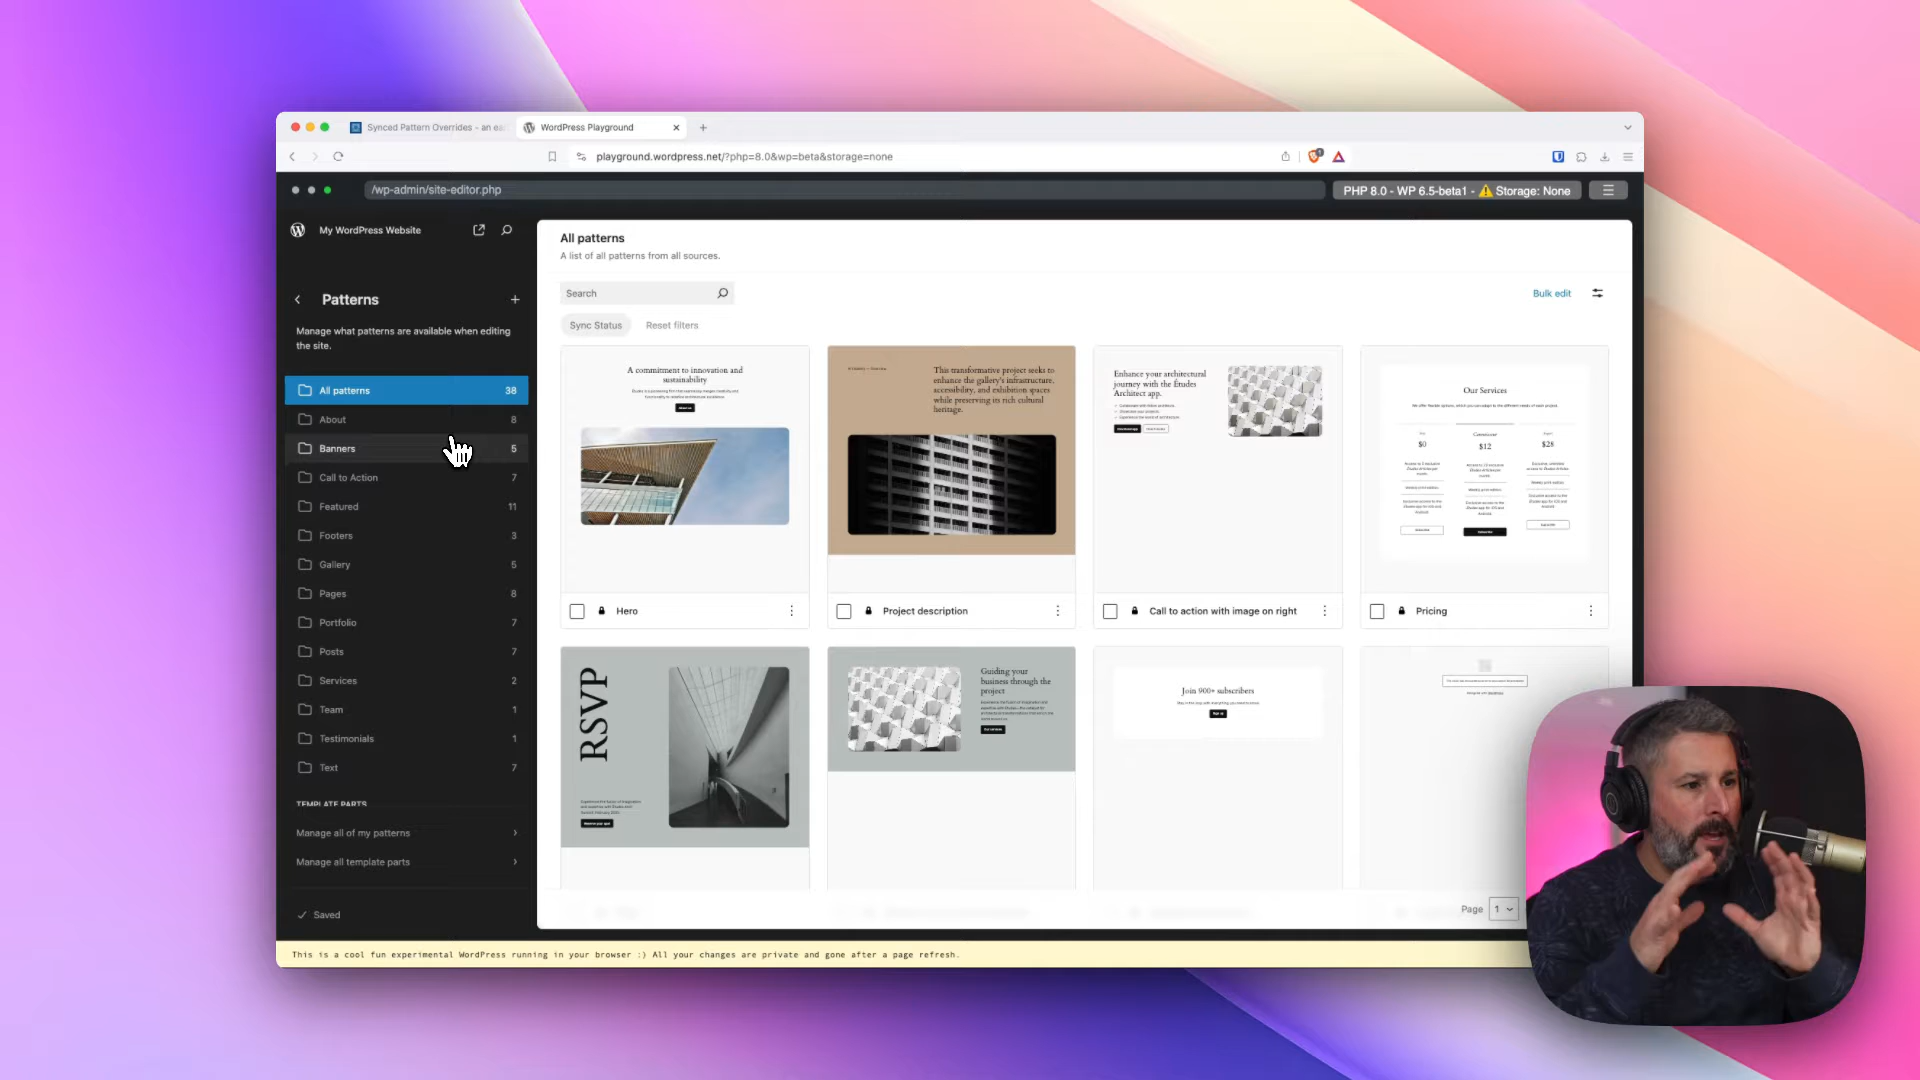 Synced Pattern Overrides - an ea
WordPress Playground
playground.wordpress.net/?php=8.0&wp=beta&storage=none
/wp-admin/site-editor.php
PHP 8.0 - WP 6.5-beta1 - ⚠️ Storage: None
My WordPress Website
Patterns
Manage what patterns are available when editing
the site.
All patterns 38
About 8
Banners 5
Call to Action 7
Featured 11
Footers 3
Gallery 5
Pages 8
Portfolio 7
Posts 7
Services 2
Team 1
Testimonials 1
Text 7
TEMPLATE PARTS
Manage all of my patterns
Manage all template parts
Saved
All patterns
A list of all patterns from all sources.
Search
Bulk edit
Sync Status
Reset filters
A commitment to innovation and
sustainability
About us
Hero
This transformative project seeks to
enhance the gallery's infrastructure,
accessibility, and exhibition spaces
while preserving its rich cultural
heritage.
Project description
Enhance your architectural
journey with the Études
Architect app.
Call to action with image on right
Our Services
$0
$12
$28
Pricing
RSVP
Guiding your
business through the
project
Join 900+ subscribers
Sign up
Page 1
This is a cool fun experimental WordPress running in your browser :) All your changes are private and gone after a page refresh.